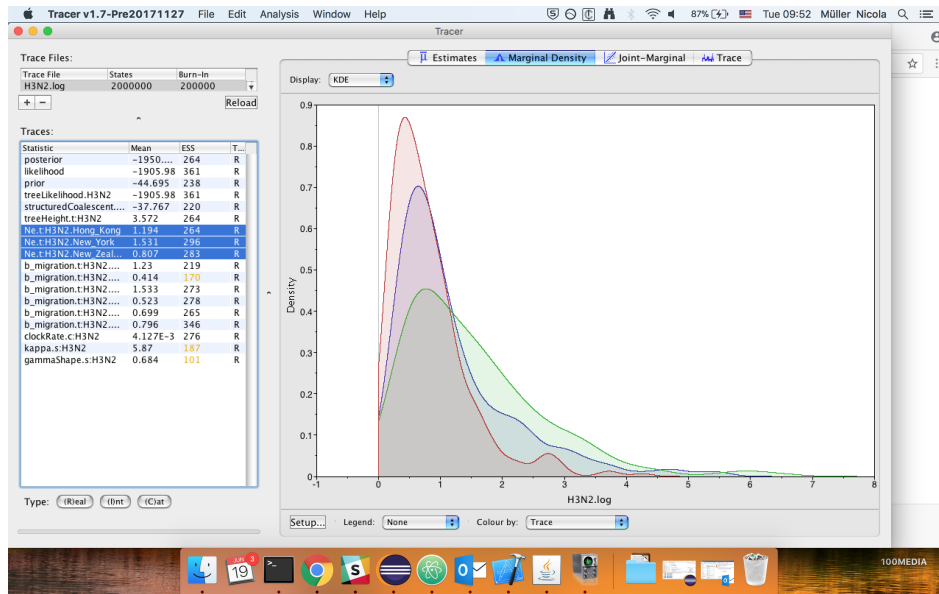 Tracer v1.7-Pre20171127 File Edit Analysis Window Help 87% Tue 09:52 Müller Nicola
Tracer
Trace Files:
Trace File States Burn-In
H3N2.log 2000000 200000
+ − Reload
Traces:
Statistic Mean ESS T...
posterior −1950.... 264 R
likelihood −1905.98 361 R
prior −44.695 238 R
treeLikelihood.H3N2 −1905.98 361 R
structuredCoalescent.... −37.767 220 R
treeHeight.t:H3N2 3.572 264 R
Ne.t:H3N2.Hong_Kong 1.194 264 R
Ne.t:H3N2.New_York 1.531 296 R
Ne.t:H3N2.New_Zeal... 0.807 283 R
b_migration.t:H3N2.... 1.23 219 R
b_migration.t:H3N2.... 0.414 170 R
b_migration.t:H3N2.... 1.533 273 R
b_migration.t:H3N2.... 0.523 278 R
b_migration.t:H3N2.... 0.699 265 R
b_migration.t:H3N2.... 0.796 346 R
clockRate.c:H3N2 4.127E-3 276 R
kappa.s:H3N2 5.87 187 R
gammaShape.s:H3N2 0.684 101 R
Type: (R)eal (I)nt (C)at
Estimates Marginal Density Joint-Marginal Trace
Display: KDE
0.9
0.8
0.7
0.6
0.5
0.4
0.3
0.2
0.1
0
Density
-1 0 1 2 3 4 5 6 7 8
H3N2.log
Setup... Legend: None Colour by: Trace
JUN 3
19
100MEDIA